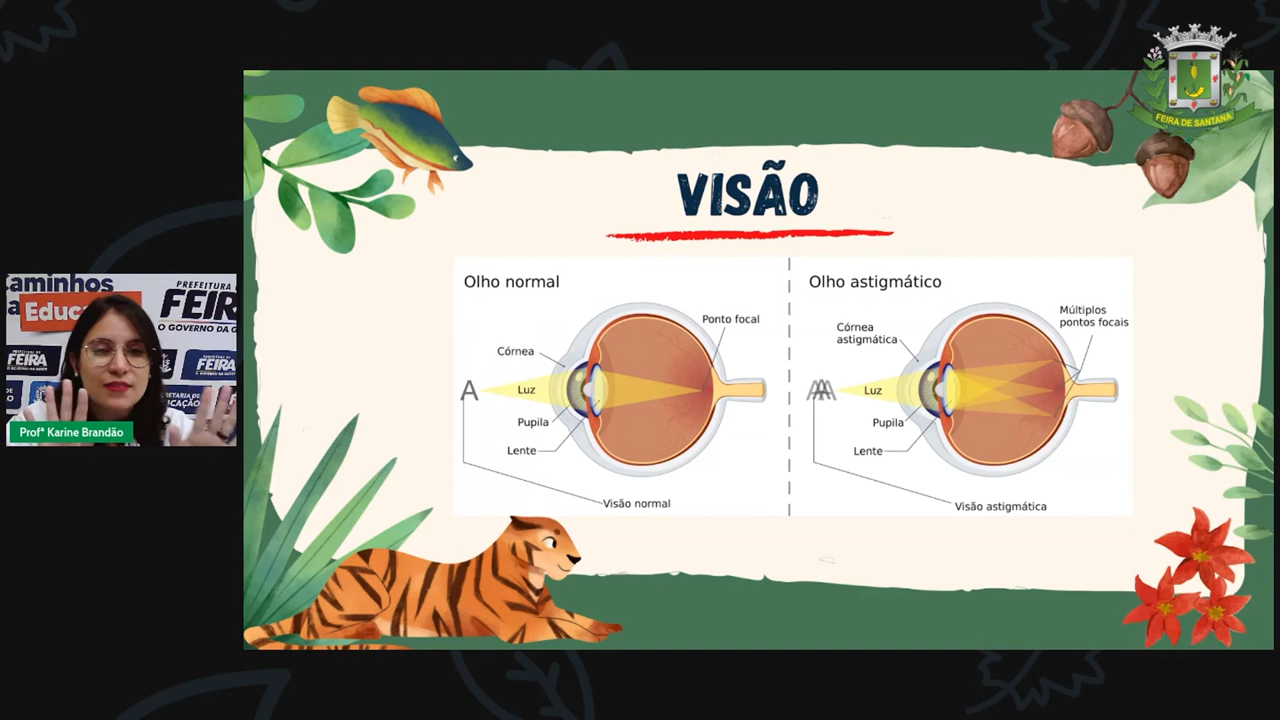 FEIRA DE SANTANA
VISÃO
Olho normal
Ponto focal
Córnea
A
Luz
Pupila
Lente
Visão normal
Olho astigmático
Múltiplos
pontos focais
Córnea
astigmática
Luz
Pupila
Lente
Visão astigmática
aminhos
Educ
PREFEITURA
FEIR
O GOVERNO DA G
FEIRA
FEIRA
Profª Karine Brandão